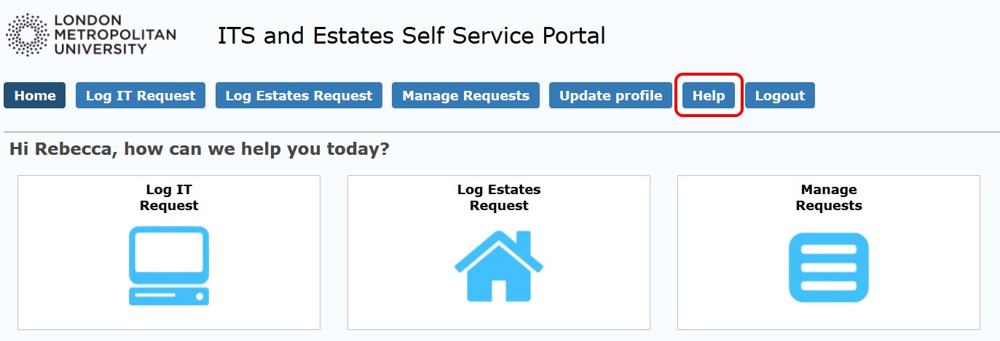 LONDON
METROPOLITAN
UNIVERSITY
ITS and Estates Self Service Portal
Home Log IT Request Log Estates Request Manage Requests Update profile Help Logout
Hi Rebecca, how can we help you today?
Log IT
Request
Log Estates
Request
Manage
Requests